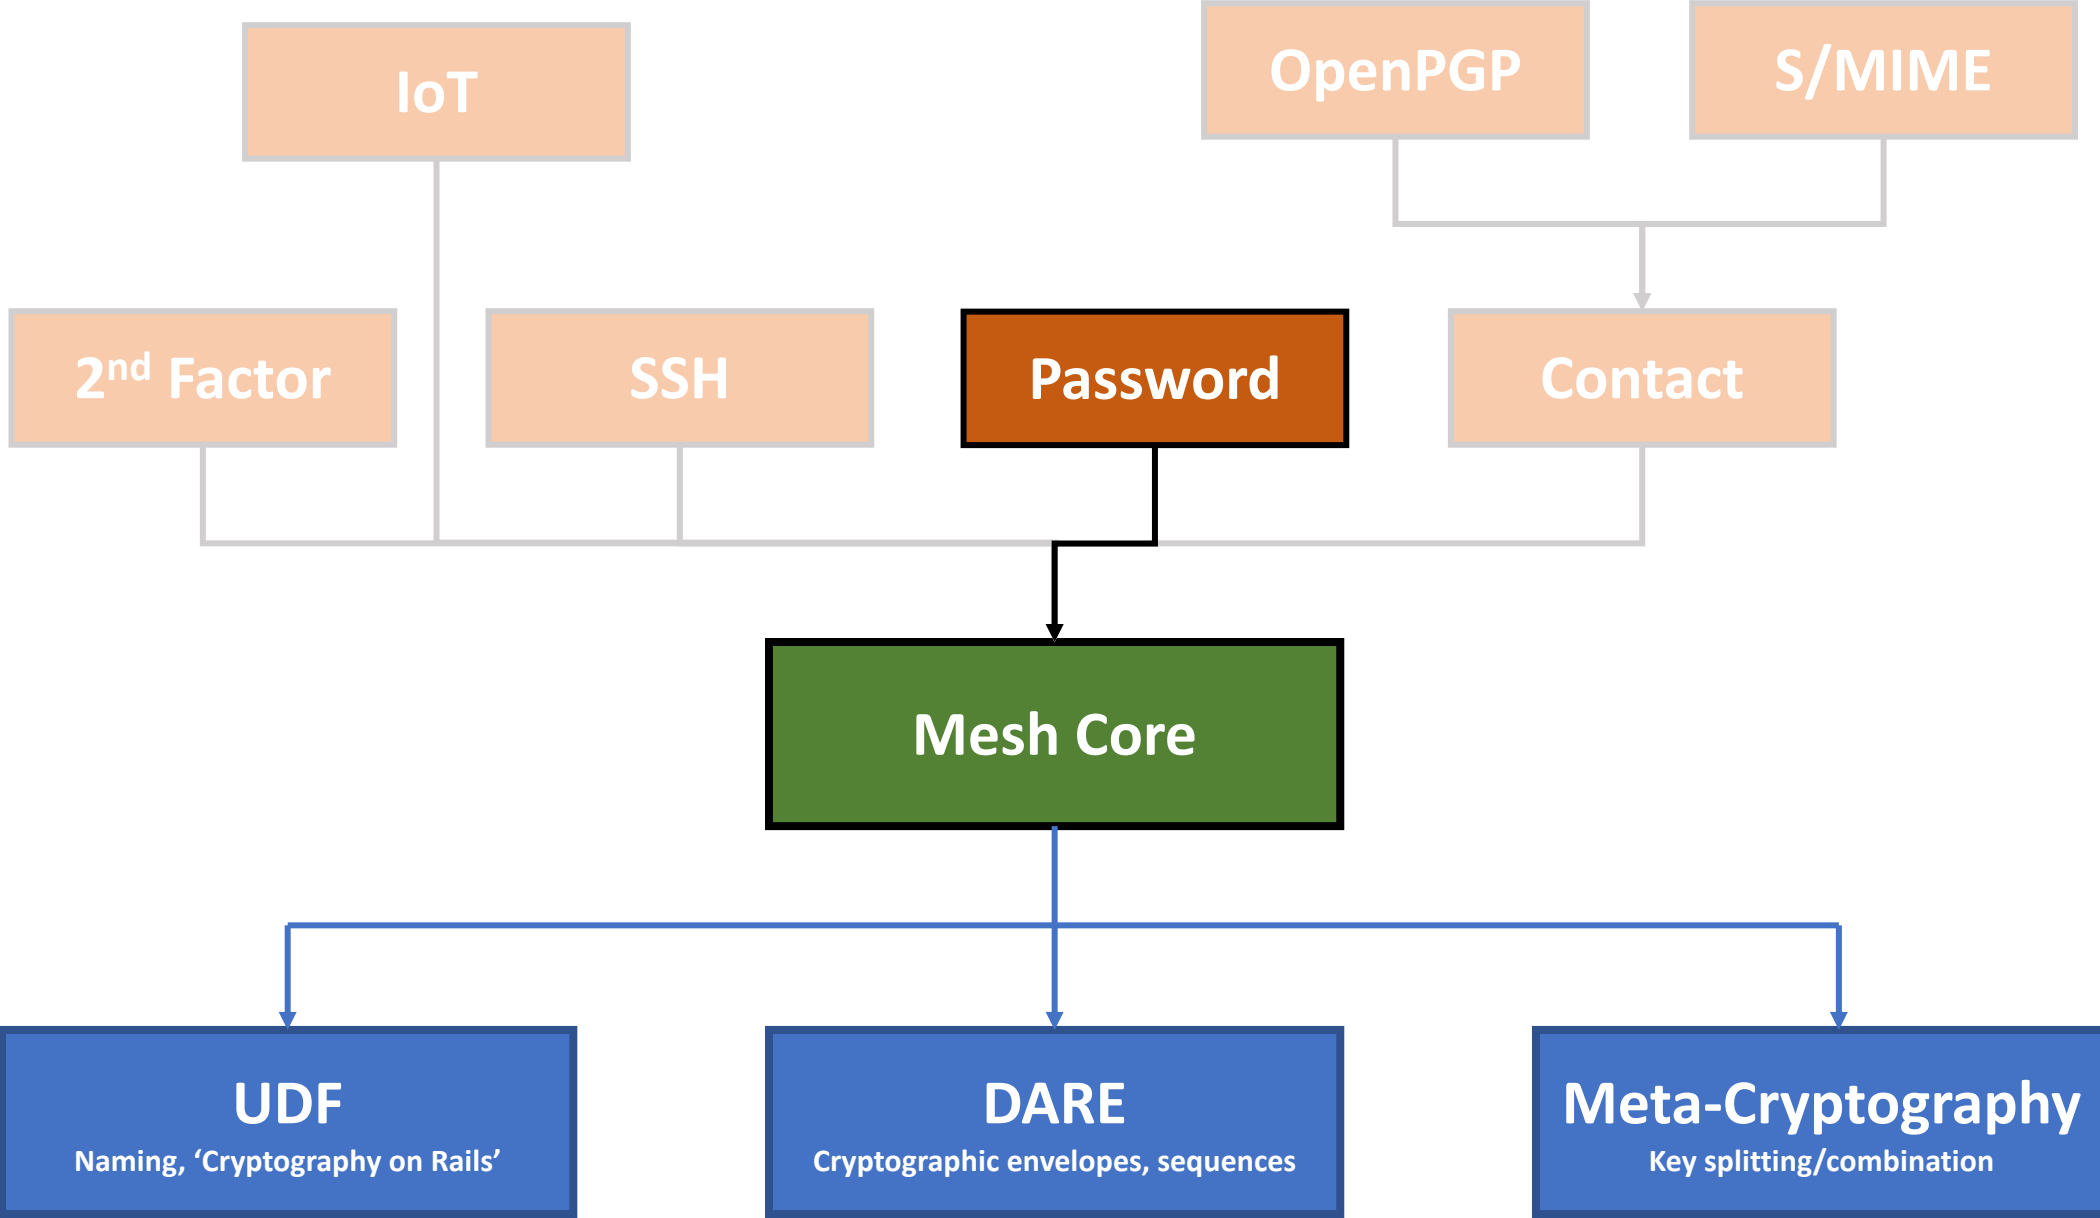 IoT
OpenPGP
S/MIME
2nd Factor
SSH
Password
Contact
Mesh Core
UDF
Naming, ‘Cryptography on Rails’
DARE
Cryptographic envelopes, sequences
Meta-Cryptography
Key splitting/combination